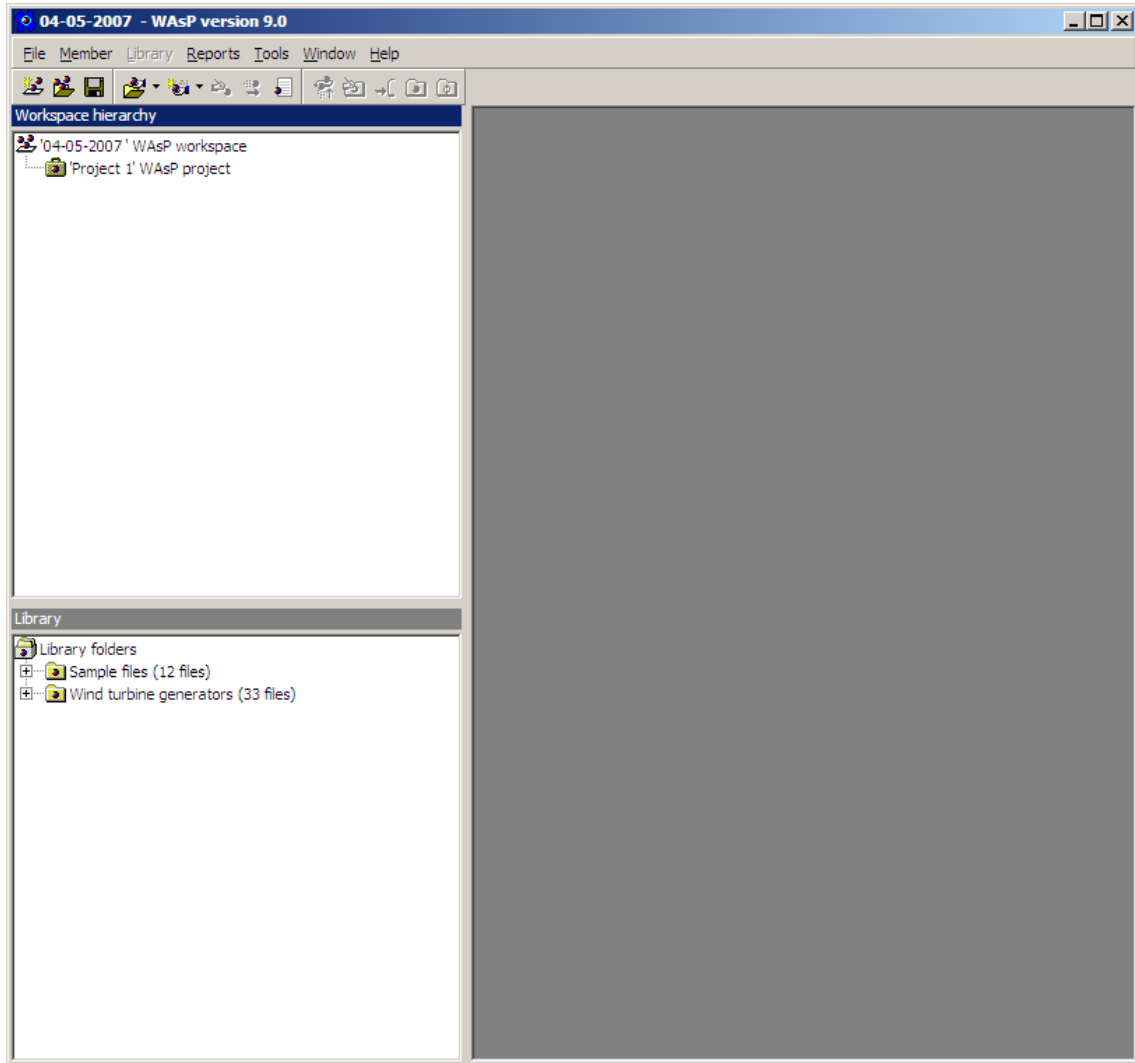 04-05-2007 - WAsP version 9.0
File Member Library Reports Tools Window Help
Workspace hierarchy
'04-05-2007 ' WAsP workspace
'Project 1' WAsP project
Library
Library folders
Sample files (12 files)
Wind turbine generators (33 files)